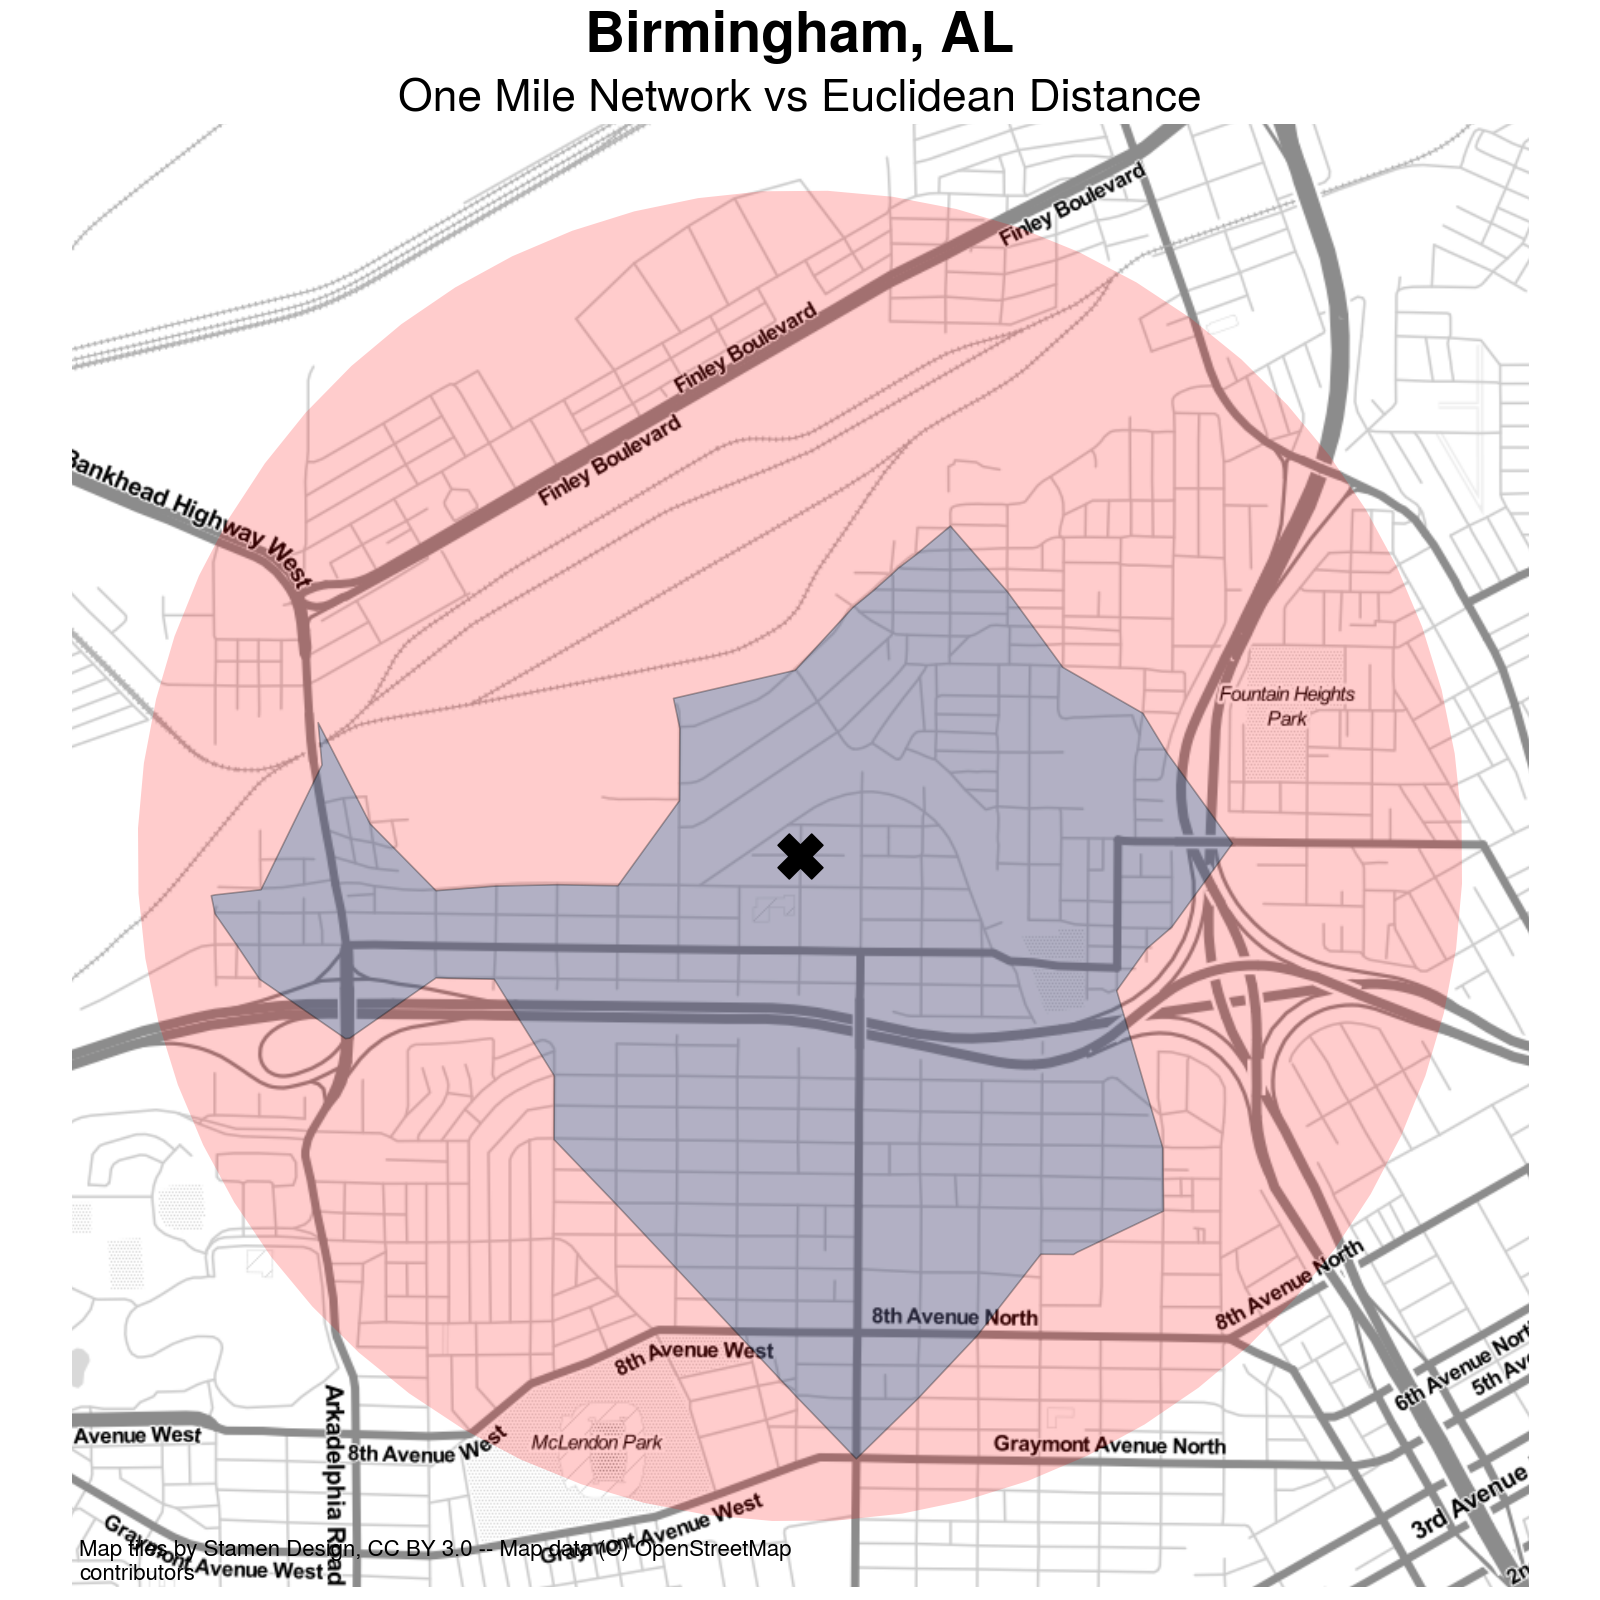 Birmingham, AL
One Mile Network vs Euclidean Distance
Finley Boulevard
Finley Boulevard
Finley Boulevard
Bankhead Highway West
Fountain Heights
Park
8th Avenue North
8th Avenue North
8th Avenue West
6th Avenue North
5th Av
Avenue West
8th Avenue West
McLendon Park
Graymont Avenue North
Arkadelphia Road
3rd Avenue
Graymont Avenue West
Graymont Avenue West
2n
Map tiles by Stamen Design, CC BY 3.0 -- Map data (C) OpenStreetMap
contributors